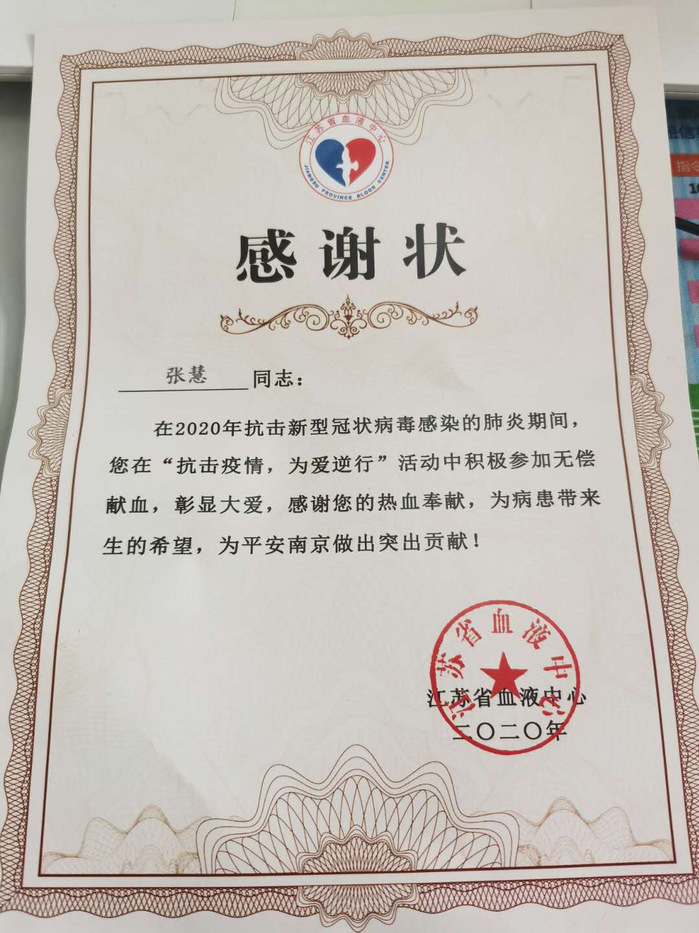 江苏省血液中心
JIANGSU PROVINCE BLOOD CENTER
感谢状
张慧 同志：
在2020年抗击新型冠状病毒感染的肺炎期间，
您在“抗击疫情，为爱逆行”活动中积极参加无偿
献血，彰显大爱，感谢您的热血奉献，为病患带来
生的希望，为平安南京做出突出贡献！
江苏省血液中心
江苏省血液中心
二〇二〇年
指令